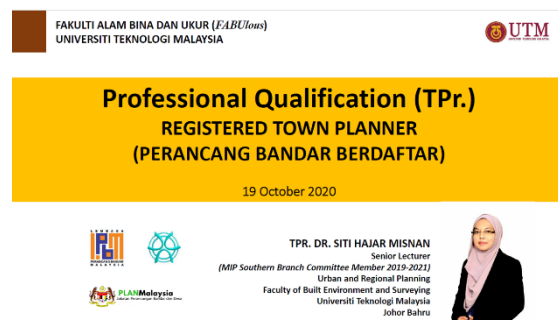 FAKULTI ALAM BINA DAN UKUR (FABUlous)
UNIVERSITI TEKNOLOGI MALAYSIA
UTM
Professional Qualification (TPr.)
REGISTERED TOWN PLANNER
(PERANCANG BANDAR BERDAFTAR)
19 October 2020
TPR. DR. SITI HAJAR MISNAN
Senior Lecturer
(MIP Southern Branch Committee Member 2019-2021)
Urban and Regional Planning
Faculty of Built Environment and Surveying
Universiti Teknologi Malaysia
Johor Bahru
LEMBAGA
MALAYSIA
PLANMalaysia